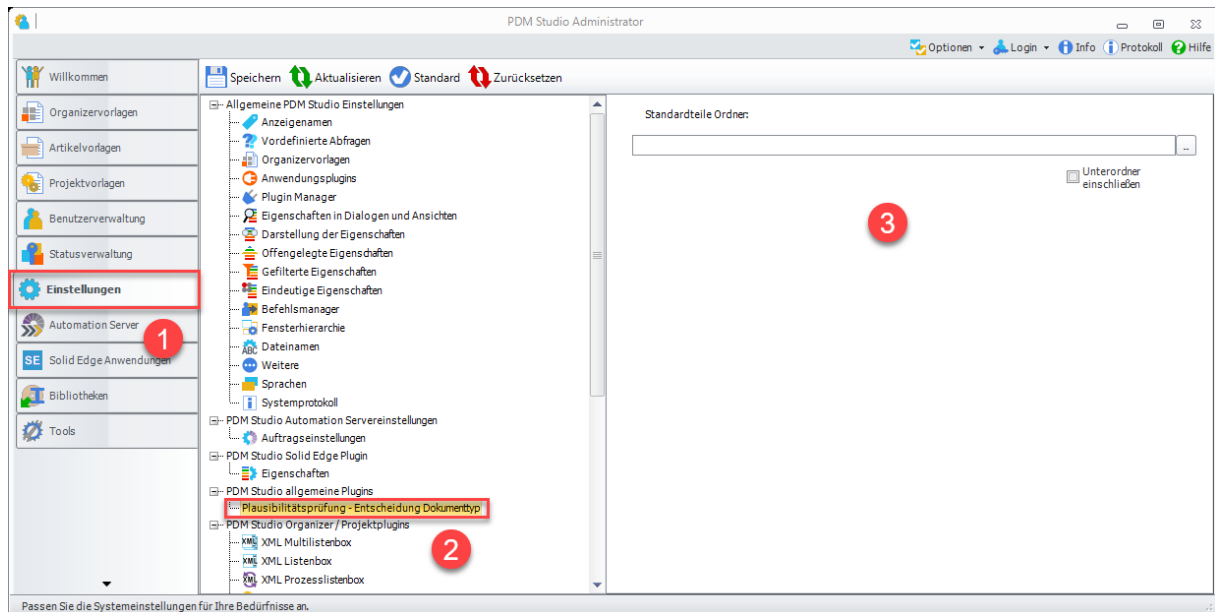 PDM Studio Administrator
Optionen Login Info Protokoll Hilfe
Willkommen
Organizervorlagen
Artikelvorlagen
Projektvorlagen
Benutzerverwaltung
Statusverwaltung
Einstellungen
Automation Server
1
SE Solid Edge Anwendungen
Bibliotheken
Tools
Speichern Aktualisieren Standard Zurücksetzen
Allgemeine PDM Studio Einstellungen
Anzeigenamen
Vordefinierte Abfragen
Organizervorlagen
Anwendungsplugins
Plugin Manager
Eigenschaften in Dialogen und Ansichten
Darstellung der Eigenschaften
Offengelegte Eigenschaften
Gefilterte Eigenschaften
Eindeutige Eigenschaften
Befehlsmanager
Fensterhierarchie
ABC Dateinamen
Weitere
Sprachen
Systemprotokoll
PDM Studio Automation Servereinstellungen
Auftragseinstellungen
PDM Studio Solid Edge Plugin
Eigenschaften
PDM Studio allgemeine Plugins
Plausibilitätsprüfung - Entscheidung Dokumenttyp
PDM Studio Organizer / Projektplugins
2
XML XML Multilistenbox
XML XML Listenbox
XML XML Prozesslistenbox
Standardteile Ordner:
..
Unterordner
einschließen
3
Passen Sie die Systemeinstellungen für Ihre Bedürfnisse an.